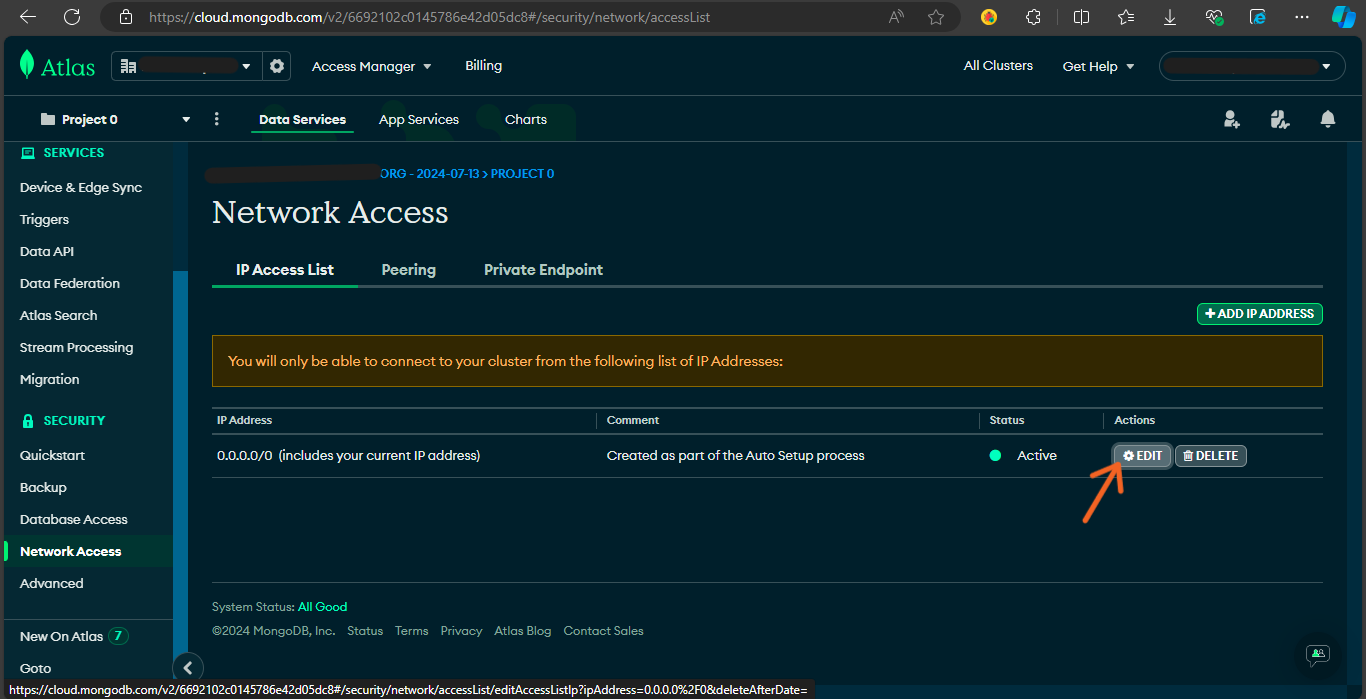 https://cloud.mongodb.com/v2/6692102c0145786e42d05dc8#/security/network/accessList
Atlas
Access Manager
Billing
All Clusters
Get Help
Project 0
Data Services
App Services
Charts
SERVICES
Device & Edge Sync
Triggers
Data API
Data Federation
Atlas Search
Stream Processing
Migration
SECURITY
Quickstart
Backup
Database Access
Network Access
Advanced
New On Atlas 7
Goto
ORG - 2024-07-13 > PROJECT 0
Network Access
IP Access List
Peering
Private Endpoint
+ ADD IP ADDRESS
You will only be able to connect to your cluster from the following list of IP Addresses:
IP Address
Comment
Status
Actions
0.0.0.0/0 (includes your current IP address)
Created as part of the Auto Setup process
Active
EDIT
DELETE
System Status: All Good
©2024 MongoDB, Inc.
Status
Terms
Privacy
Atlas Blog
Contact Sales
https://cloud.mongodb.com/v2/6692102c0145786e42d05dc8#/security/network/accessList/editAccessListIp?ipAddress=0.0.0.0%2F0&deleteAfterDate=